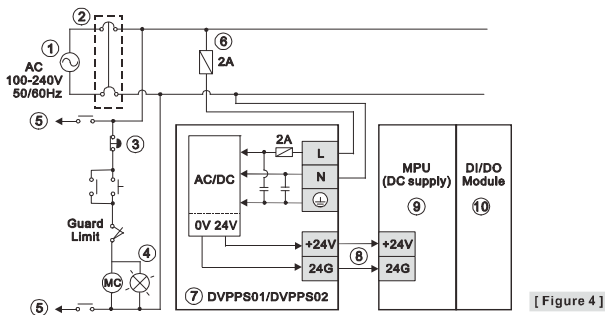 ②
①
AC
100-240V
50/60Hz
⑥
2A
⑤
③
2A
L
N
AC/DC
0V 24V
+24V
24G
⑧
MPU
(DC supply)
⑨
DI/DO
Module
⑩
+24V
24G
Guard
Limit
④
MC
⑤
⑦ DVPPS01/DVPPS02
[ Figure 4 ]